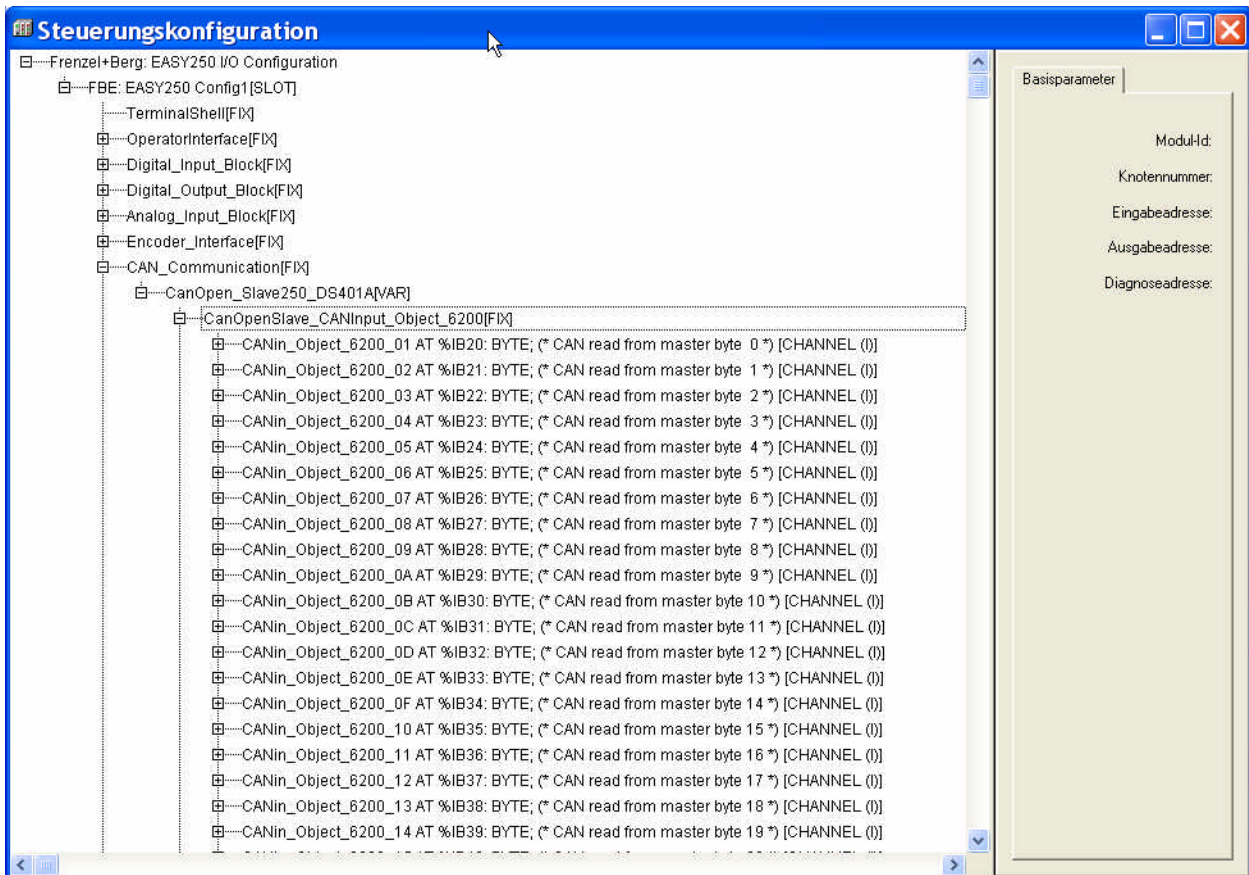 Steuerungskonfiguration
Frenzel+Berg: EASY250 I/O Configuration
FBE: EASY250 Config1[SLOT]
TerminalShell[FIX]
OperatorInterface[FIX]
Digital_Input_Block[FIX]
Digital_Output_Block[FIX]
Analog_Input_Block[FIX]
Encoder_Interface[FIX]
CAN_Communication[FIX]
CanOpen_Slave250_DS401A[VAR]
CanOpenSlave_CANInput_Object_6200[FIX]
CANin_Object_6200_01 AT %IB20: BYTE; (* CAN read from master byte  0 *) [CHANNEL (I)]
CANin_Object_6200_02 AT %IB21: BYTE; (* CAN read from master byte  1 *) [CHANNEL (I)]
CANin_Object_6200_03 AT %IB22: BYTE; (* CAN read from master byte  2 *) [CHANNEL (I)]
CANin_Object_6200_04 AT %IB23: BYTE; (* CAN read from master byte  3 *) [CHANNEL (I)]
CANin_Object_6200_05 AT %IB24: BYTE; (* CAN read from master byte  4 *) [CHANNEL (I)]
CANin_Object_6200_06 AT %IB25: BYTE; (* CAN read from master byte  5 *) [CHANNEL (I)]
CANin_Object_6200_07 AT %IB26: BYTE; (* CAN read from master byte  6 *) [CHANNEL (I)]
CANin_Object_6200_08 AT %IB27: BYTE; (* CAN read from master byte  7 *) [CHANNEL (I)]
CANin_Object_6200_09 AT %IB28: BYTE; (* CAN read from master byte  8 *) [CHANNEL (I)]
CANin_Object_6200_0A AT %IB29: BYTE; (* CAN read from master byte  9 *) [CHANNEL (I)]
CANin_Object_6200_0B AT %IB30: BYTE; (* CAN read from master byte 10 *) [CHANNEL (I)]
CANin_Object_6200_0C AT %IB31: BYTE; (* CAN read from master byte 11 *) [CHANNEL (I)]
CANin_Object_6200_0D AT %IB32: BYTE; (* CAN read from master byte 12 *) [CHANNEL (I)]
CANin_Object_6200_0E AT %IB33: BYTE; (* CAN read from master byte 13 *) [CHANNEL (I)]
CANin_Object_6200_0F AT %IB34: BYTE; (* CAN read from master byte 14 *) [CHANNEL (I)]
CANin_Object_6200_10 AT %IB35: BYTE; (* CAN read from master byte 15 *) [CHANNEL (I)]
CANin_Object_6200_11 AT %IB36: BYTE; (* CAN read from master byte 16 *) [CHANNEL (I)]
CANin_Object_6200_12 AT %IB37: BYTE; (* CAN read from master byte 17 *) [CHANNEL (I)]
CANin_Object_6200_13 AT %IB38: BYTE; (* CAN read from master byte 18 *) [CHANNEL (I)]
CANin_Object_6200_14 AT %IB39: BYTE; (* CAN read from master byte 19 *) [CHANNEL (I)]
Basisparameter
Modul-Id:
Knotennummer:
Eingabeadresse:
Ausgabeadresse:
Diagnoseadresse: